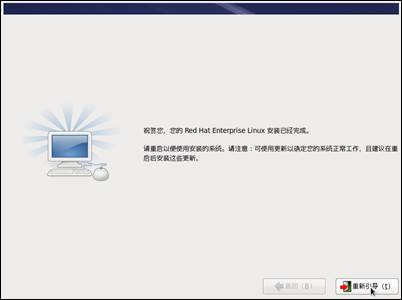 祝贺您，您的 Red Hat Enterprise Linux 安装已经完成。
请重启以便使用安装的系统。请注意：可使用更新以确定您的系统正常工作，且建议在重
启后安装这些更新。
返回（B）
重新引导（t）